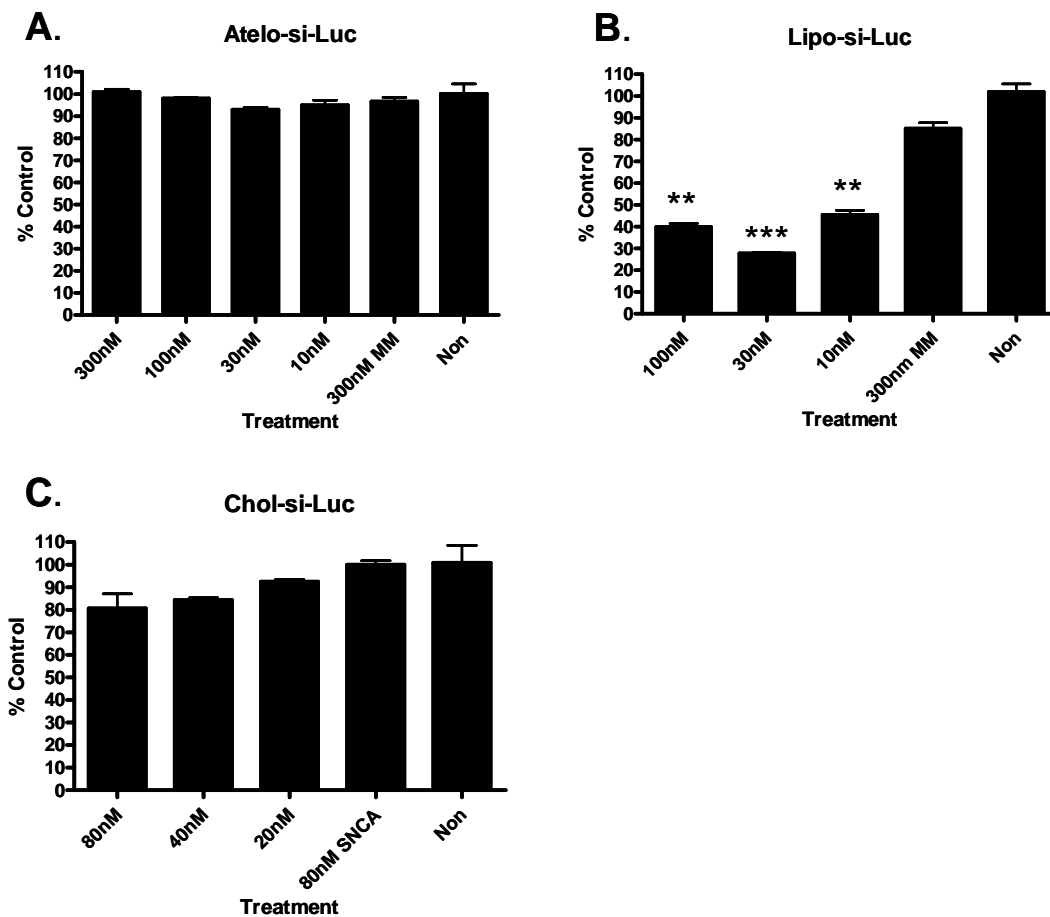 A.
Atelo-si-Luc
110
100
90
80
70
60
50
40
30
20
10
0
% Control
300nM
100nM
30nM
10nM
300nM MM
Non
Treatment
B.
Lipo-si-Luc
110
100
90
80
70
60
50
40
30
20
10
0
% Control
**
***
**
100nM
30nM
10nM
300nm MM
Non
Treatment
C.
Chol-si-Luc
110
100
90
80
70
60
50
40
30
20
10
0
% Control
80nM
40nM
20nM
80nM SNCA
Non
Treatment